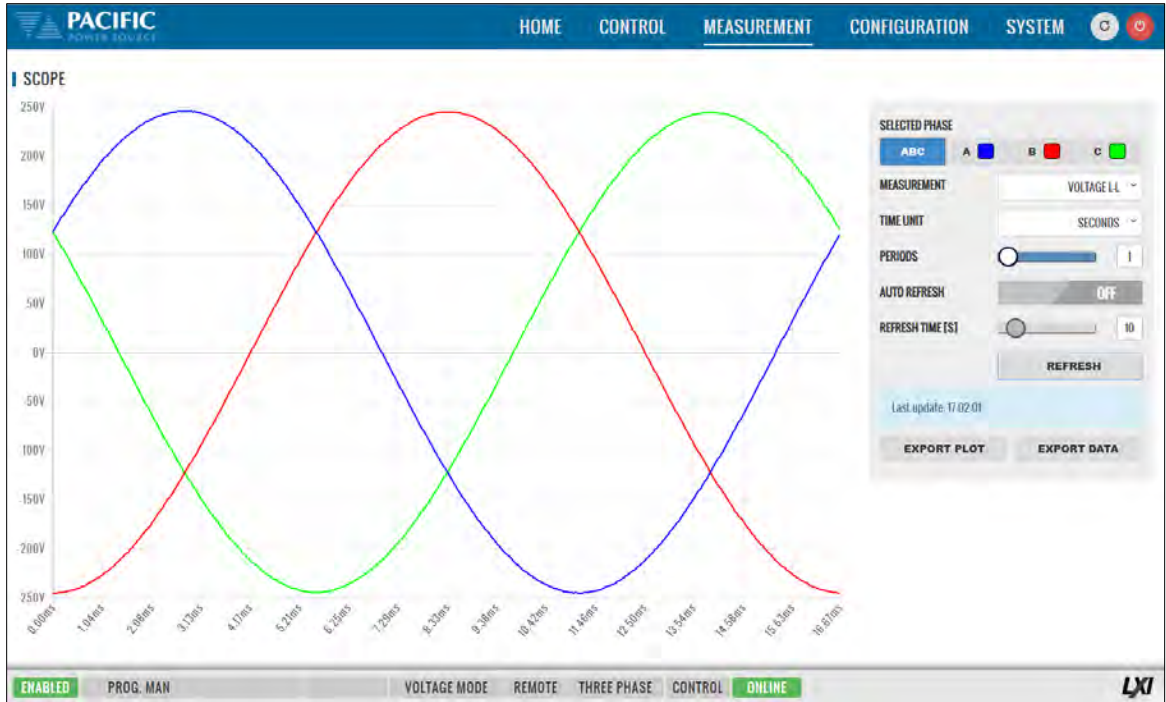 PACIFIC
POWER SOURCE
HOME CONTROL MEASUREMENT CONFIGURATION SYSTEM
SCOPE
250V
200V
150V
100V
50V
0V
-50V
100V
150V
-200V
250V
0.00ms 1.04ms 2.08ms 3.13ms 4.17ms 5.21ms 6.25ms 7.29ms 8.33ms 9.38ms 10.42ms 11.46ms 12.50ms 13.54ms 14.58ms 15.63ms 16.67ms
SELECTED PHASE
ABC A B C
MEASUREMENT VOLTAGE L-L
TIME UNIT SECONDS
PERIODS 1
AUTO REFRESH OFF
REFRESH TIME [S] 10
REFRESH
Last update: 17:02:01
EXPORT PLOT EXPORT DATA
ENABLED PROG. MAN VOLTAGE MODE REMOTE THREE PHASE CONTROL ONLINE LXI